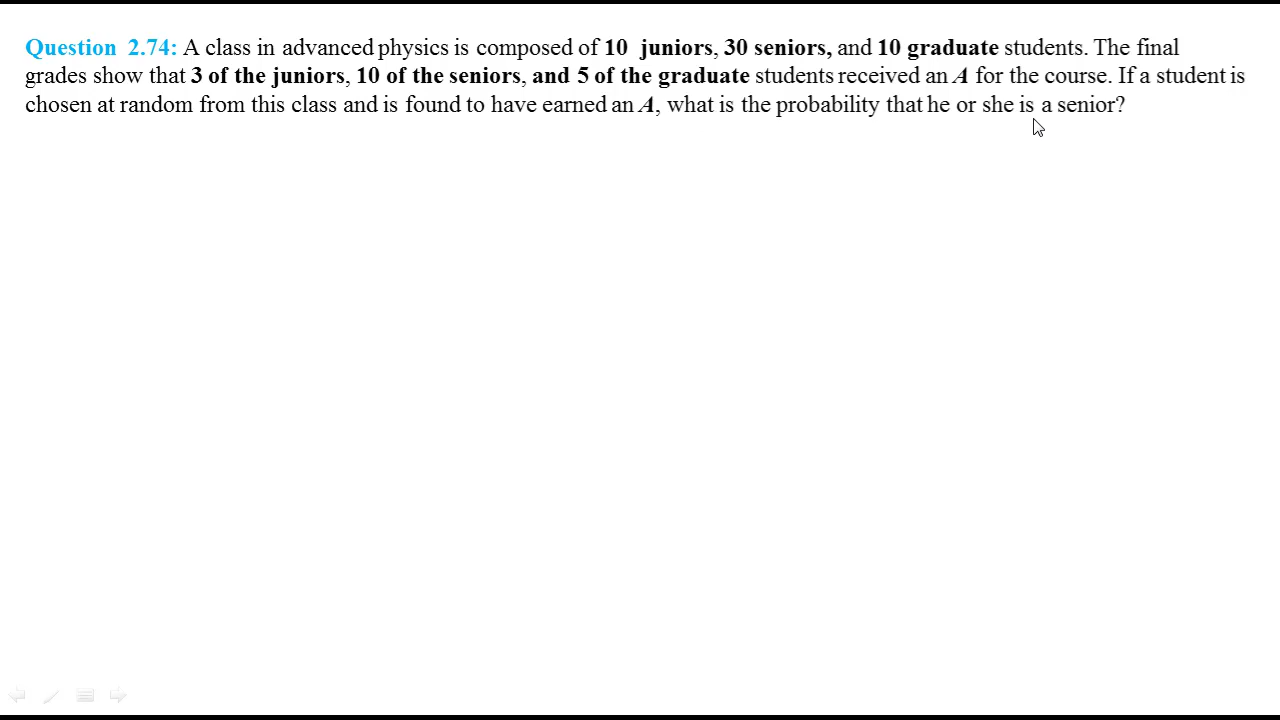 Question 2.74: A class in advanced physics is composed of 10 juniors, 30 seniors, and 10 graduate students. The final
grades show that 3 of the juniors, 10 of the seniors, and 5 of the graduate students received an A for the course. If a student is
chosen at random from this class and is found to have earned an A, what is the probability that he or she is a senior?